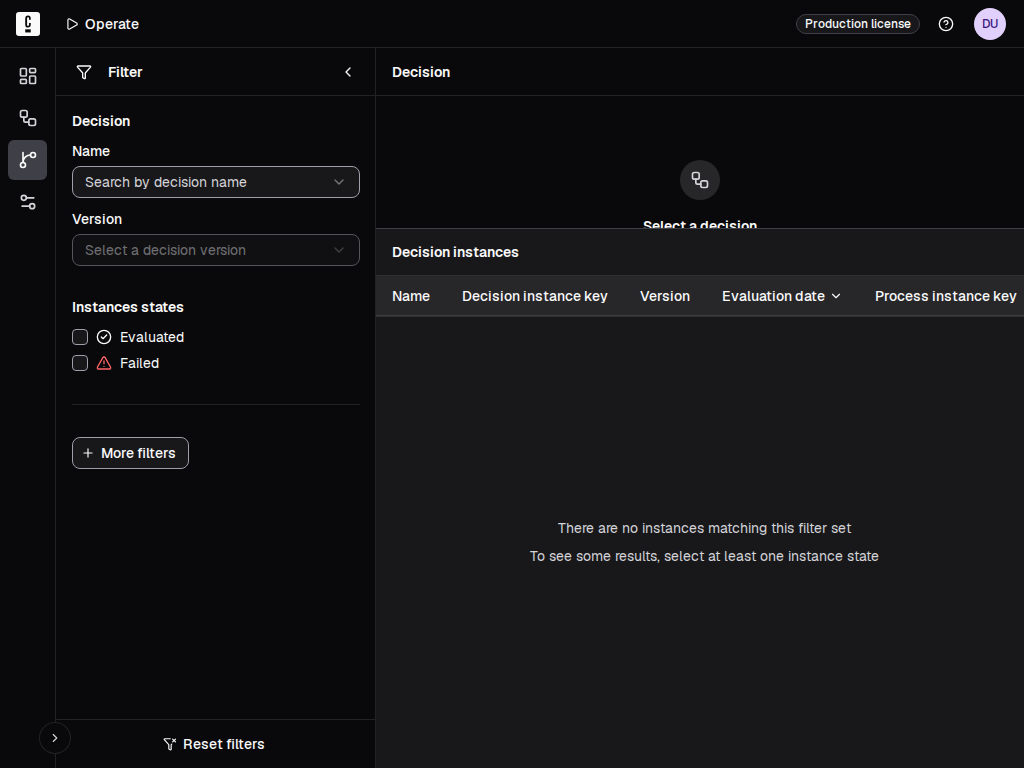 Operate
Production license
DU
Filter
Decision
Name
Search by decision name
Version
Select a decision version
Instances states
Evaluated
Failed
More filters
Reset filters
Decision
Select a decision
Decision instances
Name Decision instance key Version Evaluation date Process instance key
There are no instances matching this filter set
To see some results, select at least one instance state